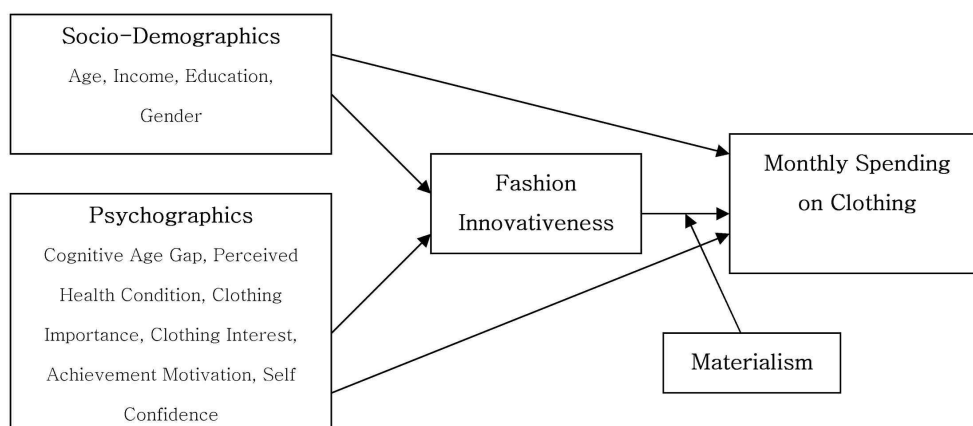 Socio-Demographics
Age, Income, Education,
Gender
Psychographics
Cognitive Age Gap, Perceived
Health Condition, Clothing
Importance, Clothing Interest,
Achievement Motivation, Self
Confidence
Fashion
Innovativeness
Monthly Spending
on Clothing
Materialism